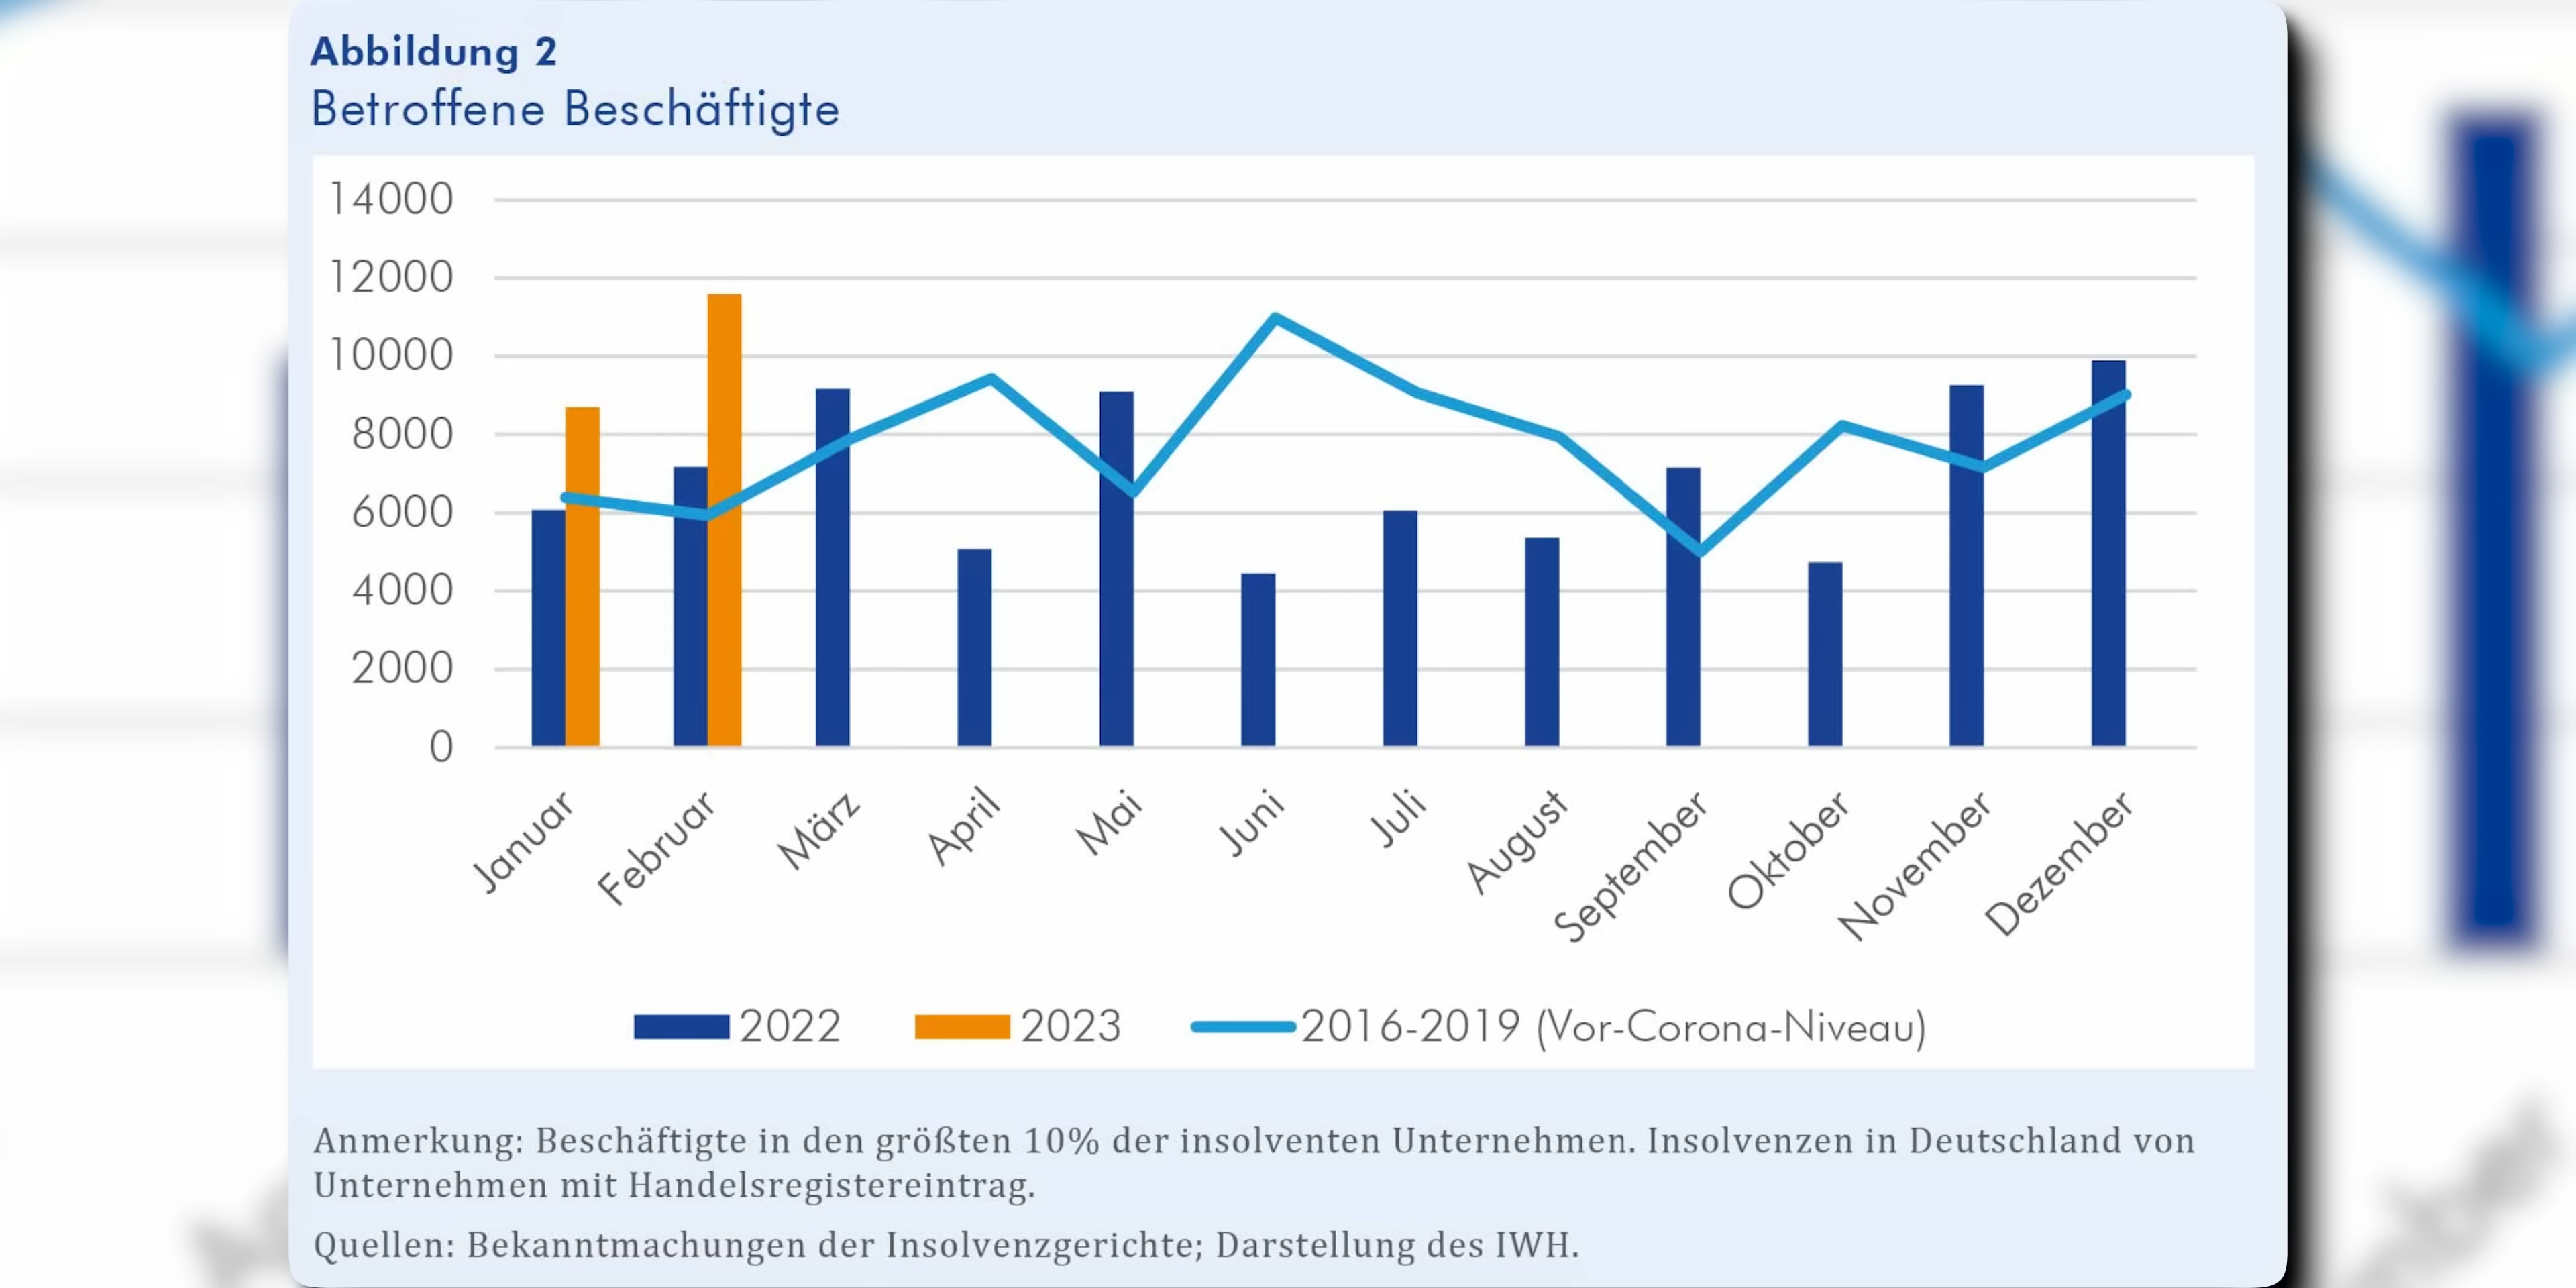 Abbildung 2
Betroffene Beschäftigte
14000
12000
10000
8000
6000
4000
2000
0
Januar
Februar
März
April
Mai
Juni
Juli
August
September
Oktober
November
Dezember
2022
2023
2016-2019 (Vor-Corona-Niveau)
Anmerkung: Beschäftigte in den größten 10% der insolventen Unternehmen. Insolvenzen in Deutschland von
Unternehmen mit Handelsregistereintrag.
Quellen: Bekanntmachungen der Insolvenzgerichte; Darstellung des IWH.